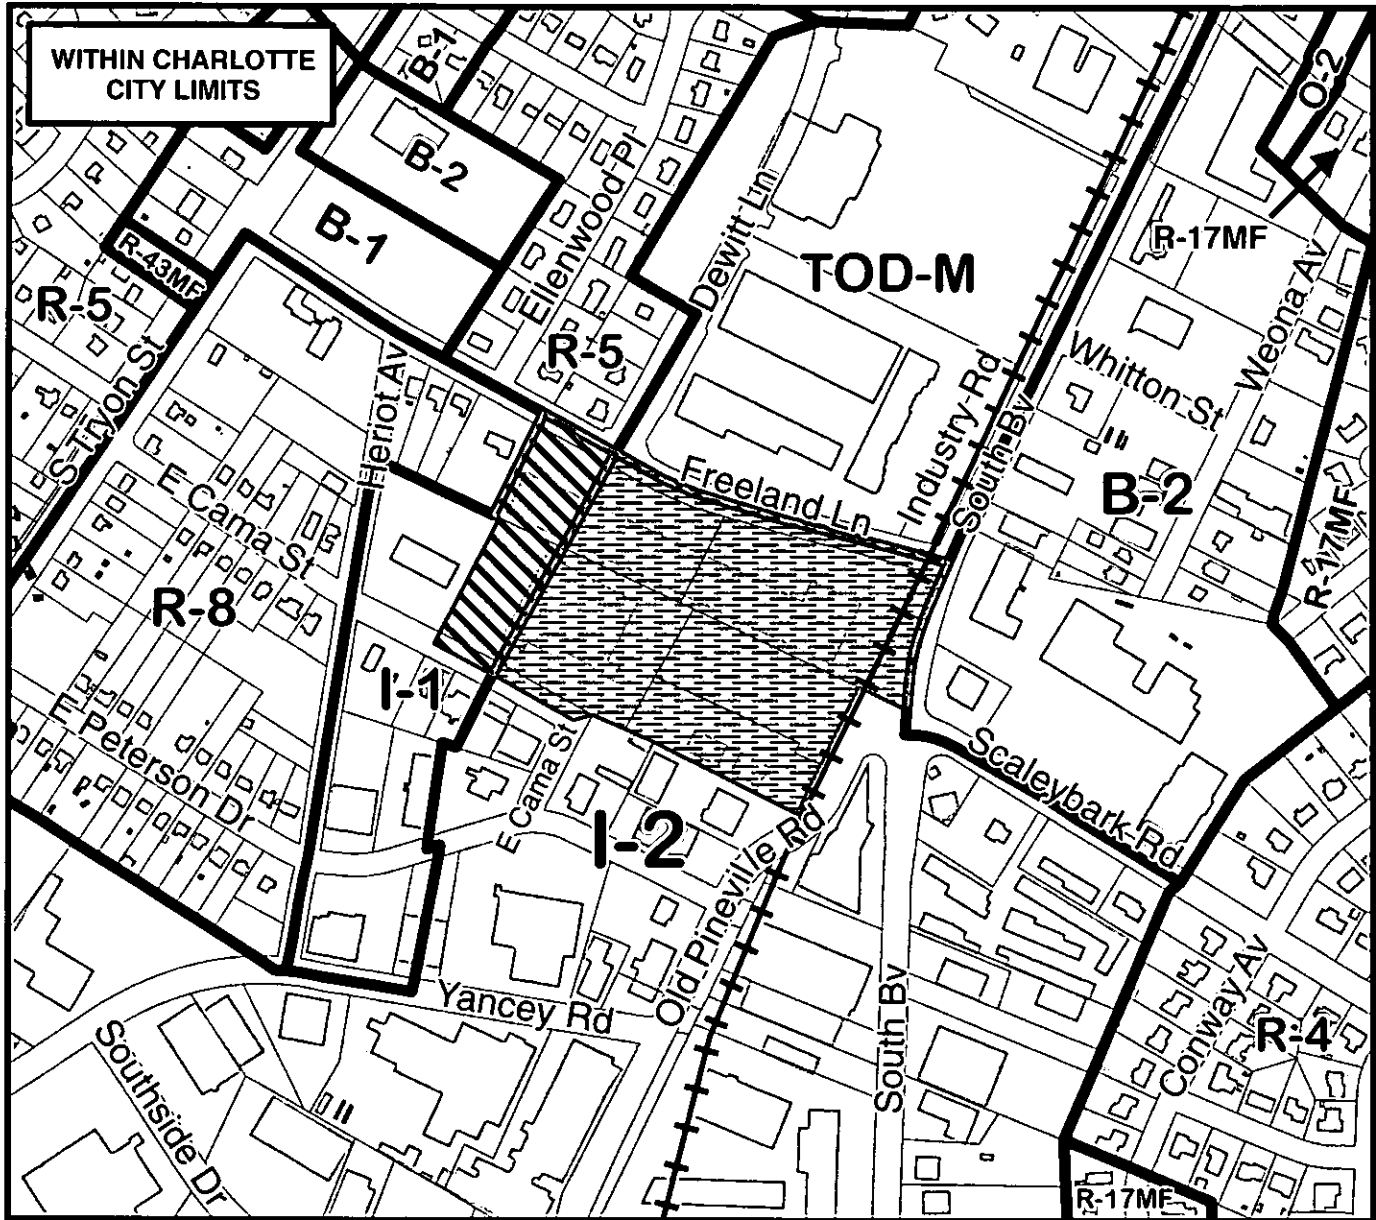 WITHIN CHARLOTTE
CITY LIMITS
B-1
O-2
B-2
Ellenwood Pl
B-1
Dewitt Ln
R-17MF
R-43MF
TOD-M
R-5
R-5
Weona Av
Whitton St
Heriot Av
Industry Rd
South Bv
S Tryon St
Freeland Ln
B-2
E Cama St
R-17MF
R-8
I-1
E Peterson Dr
E Cama St
Scaleybark Rd
I-2
Old Pineville Rd
Yancey Rd
South Bv
Conway Av
R-4
Southside Dr
R-17MF